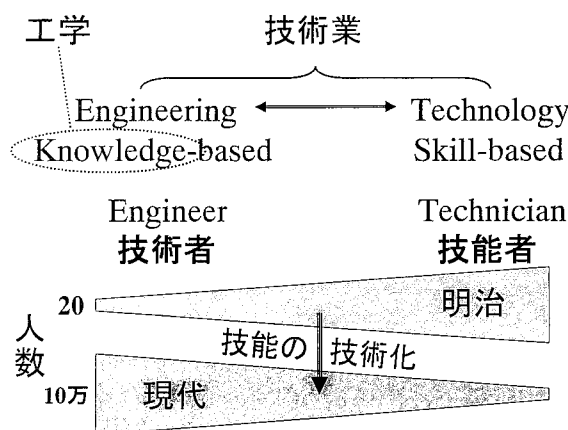 工学
技術業
Engineering
Technology
Knowledge-based
Skill-based
Engineer
Technician
技術者
技能者
20
明治
人数
技能の
技術化
10万
現代